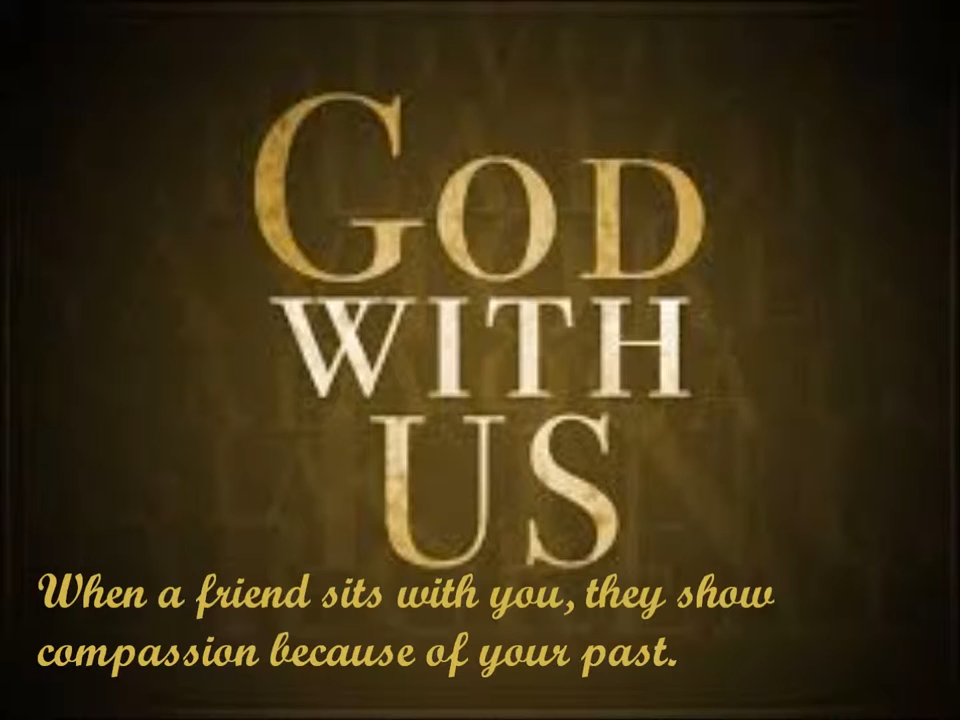 GOD
WITH
US
When a friend sits with you, they show
compassion because of your past.